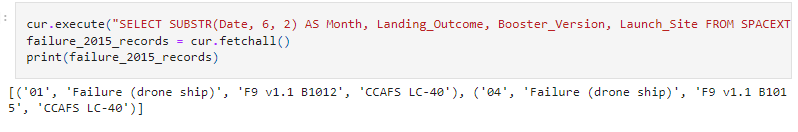 :
cur.execute("SELECT SUBSTR(Date, 6, 2) AS Month, Landing_Outcome, Booster_Version, Launch_Site FROM SPACEXT
failure_2015_records = cur.fetchall()
print(failure_2015_records)
[('01', 'Failure (drone ship)', 'F9 v1.1 B1012', 'CCAFS LC-40'), ('04', 'Failure (drone ship)', 'F9 v1.1 B101
5', 'CCAFS LC-40')]